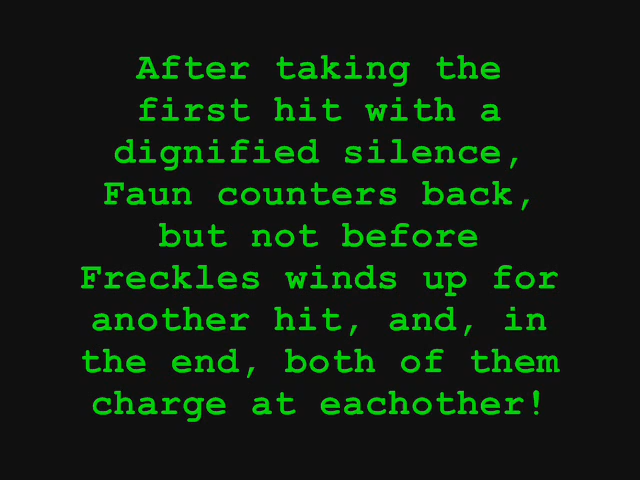 After taking the
first hit with a
dignified silence,
Faun counters back,
but not before
Freckles winds up for
another hit, and, in
the end, both of them
charge at eachother!